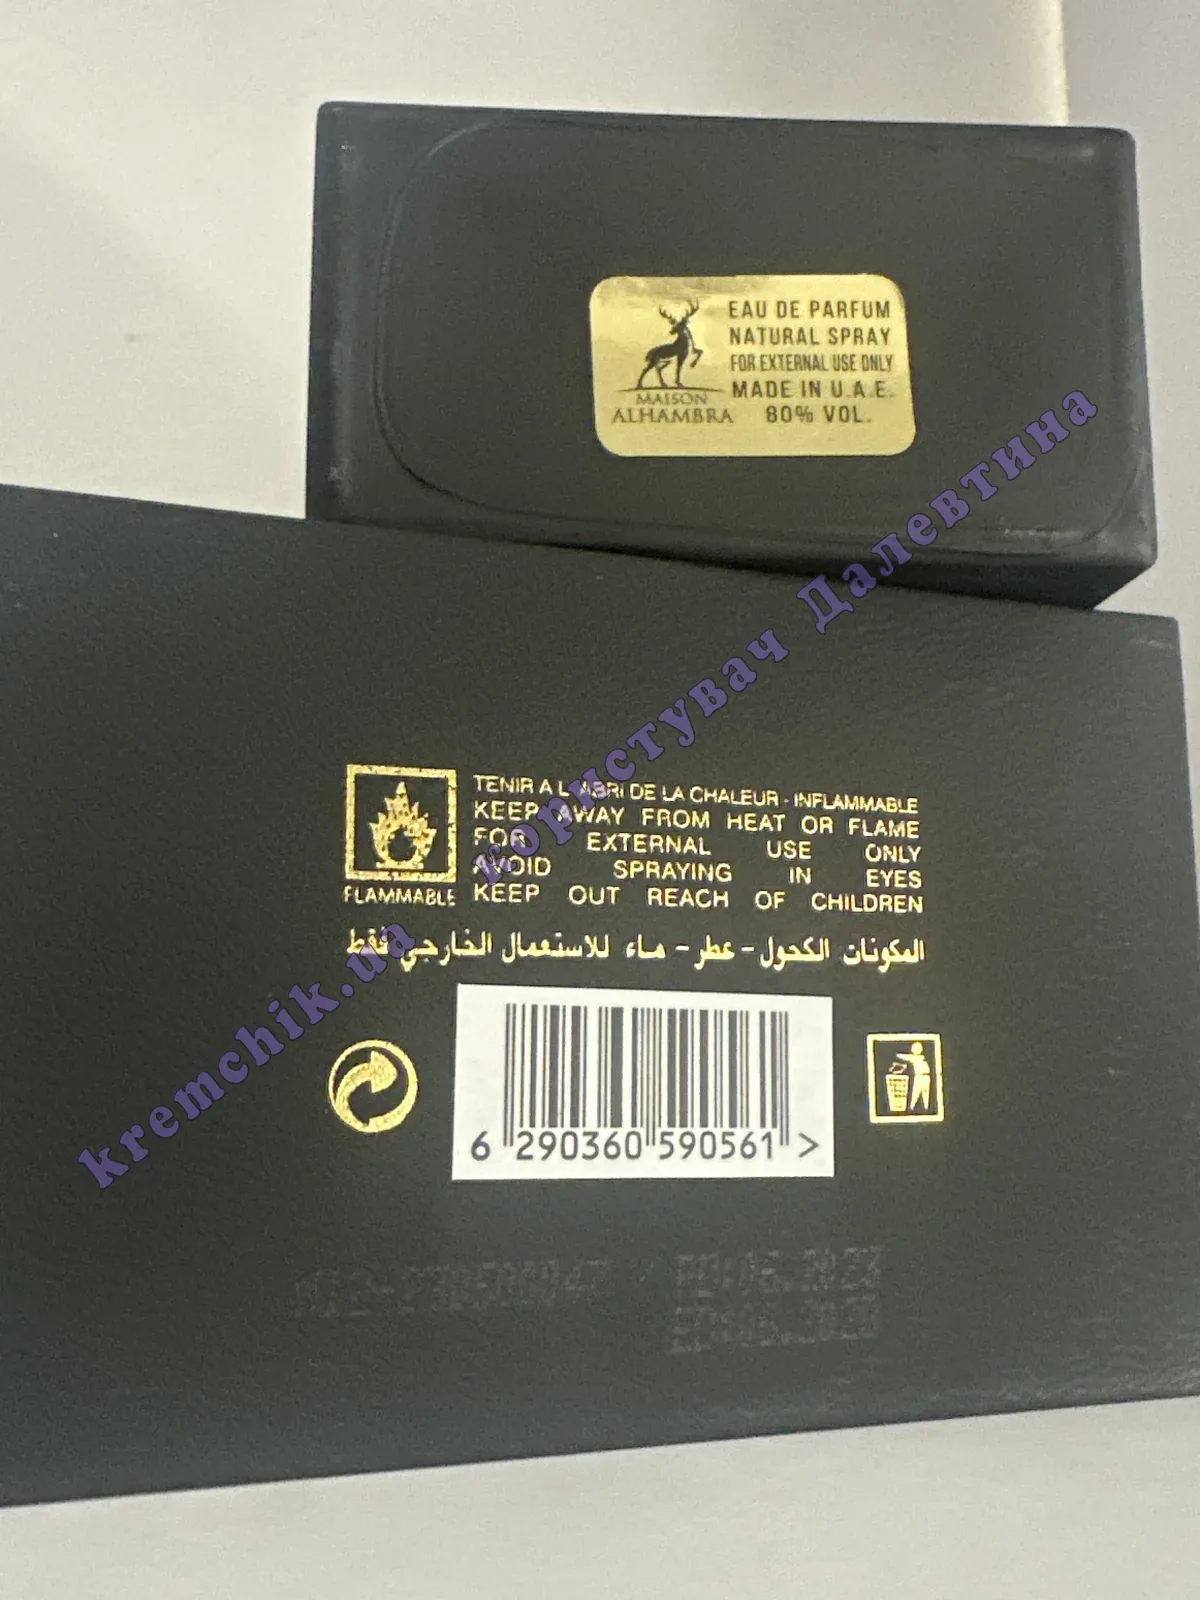 EAU DE PARFUM
NATURAL SPRAY
FOR EXTERNAL USE ONLY
MADE IN U.A.E.
80% VOL.
MAISON
ALHAMBRA
TENIR A L'ABRI DE LA CHALEUR - INFLAMMABLE
KEEP AWAY FROM HEAT OR FLAME
FOR EXTERNAL USE ONLY
AVOID SPRAYING IN EYES
KEEP OUT REACH OF CHILDREN
FLAMMABLE
المكونات الكحول - عطر - ماء للاستعمال الخارجي فقط
6 290360 590561 >
kremchik.ua користувач Далевтина